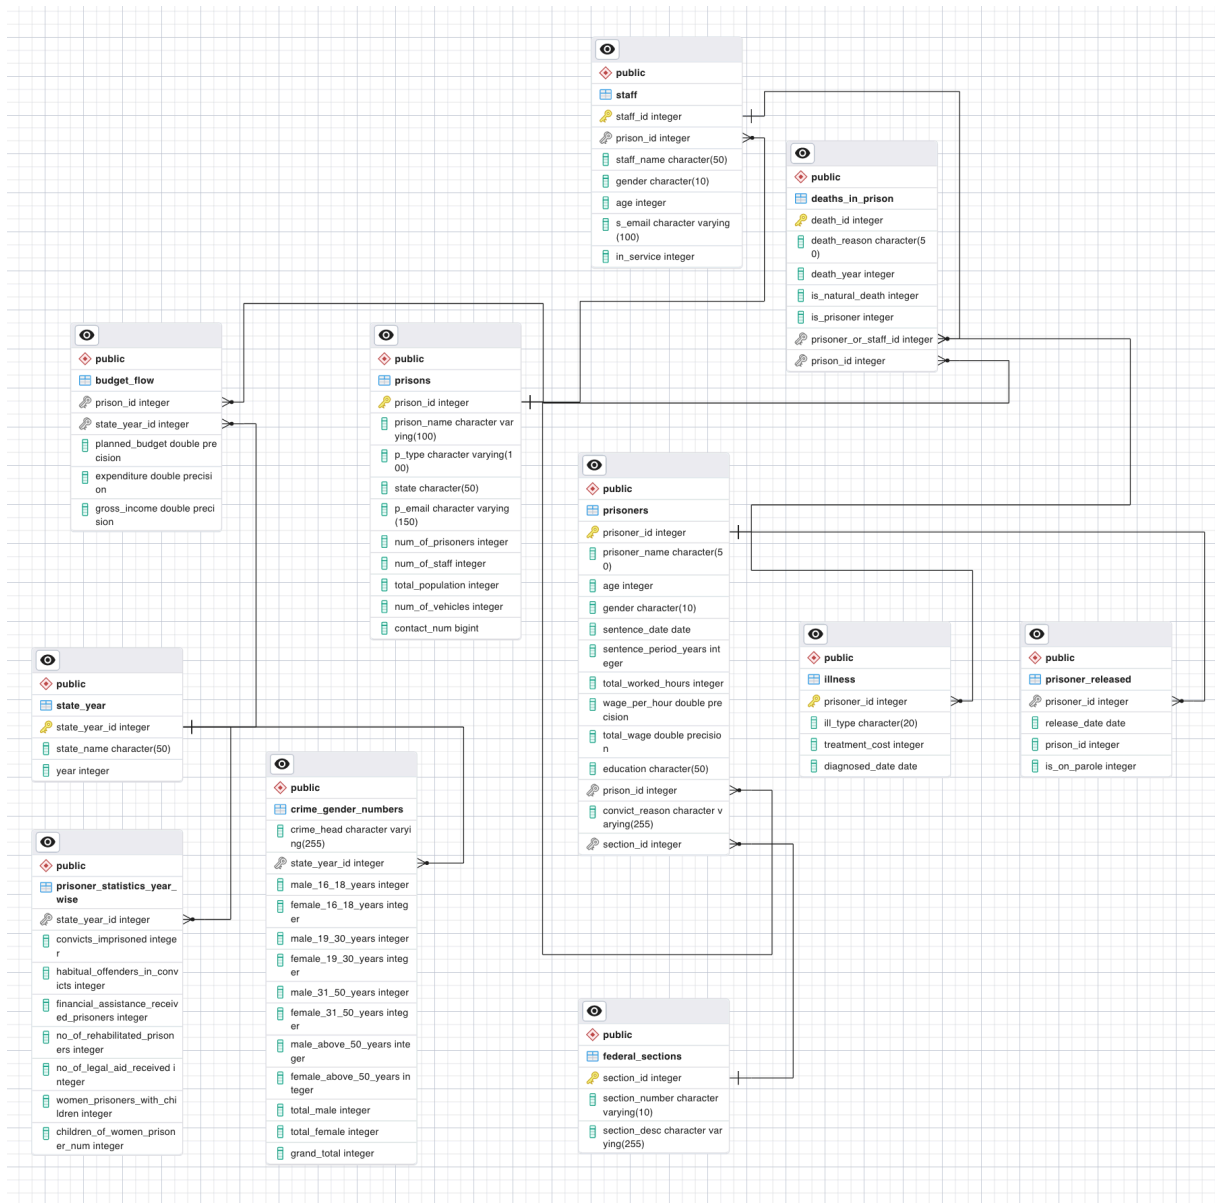 public
staff
staff_id integer
prison_id integer
staff_name character(50)
gender character(10)
age integer
s_email character varying
(100)
in_service integer
public
deaths_in_prison
death_id integer
death_reason character(5
0)
death_year integer
is_natural_death integer
is_prisoner integer
prisoner_or_staff_id integer
prison_id integer
public
budget_flow
prison_id integer
state_year_id integer
planned_budget double pre
cision
expenditure double precisi
on
gross_income double preci
sion
public
prisons
prison_id integer
prison_name character var
ying(100)
p_type character varying(1
00)
state character(50)
p_email character varying
(150)
num_of_prisoners integer
num_of_staff integer
total_population integer
num_of_vehicles integer
contact_num bigint
public
prisoners
prisoner_id integer
prisoner_name character(5
0)
age integer
gender character(10)
sentence_date date
sentence_period_years int
eger
total_worked_hours integer
wage_per_hour double pre
cision
total_wage double precisio
n
education character(50)
prison_id integer
convict_reason character v
arying(255)
section_id integer
public
illness
prisoner_id integer
ill_type character(20)
treatment_cost integer
diagnosed_date date
public
prisoner_released
prisoner_id integer
release_date date
prison_id integer
is_on_parole integer
public
state_year
state_year_id integer
state_name character(50)
year integer
public
crime_gender_numbers
crime_head character varyi
ng(255)
state_year_id integer
male_16_18_years integer
female_16_18_years integ
er
male_19_30_years integer
female_19_30_years integ
er
male_31_50_years integer
female_31_50_years integ
er
male_above_50_years inte
ger
female_above_50_years in
teger
total_male integer
total_female integer
grand_total integer
public
prisoner_statistics_year_
wise
state_year_id integer
convicts_imprisoned intege
r
habitual_offenders_in_conv
icts integer
financial_assistance_receiv
ed_prisoners integer
no_of_rehabilitated_prison
ers integer
no_of_legal_aid_received i
nteger
women_prisoners_with_chi
ldren integer
children_of_women_prison
er_num integer
public
federal_sections
section_id integer
section_number character
varying(10)
section_desc character var
ying(255)